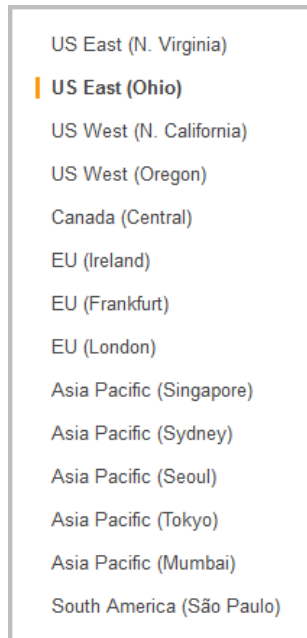 US East (N. Virginia)
US East (Ohio)
US West (N. California)
US West (Oregon)
Canada (Central)
EU (Ireland)
EU (Frankfurt)
EU (London)
Asia Pacific (Singapore)
Asia Pacific (Sydney)
Asia Pacific (Seoul)
Asia Pacific (Tokyo)
Asia Pacific (Mumbai)
South America (São Paulo)